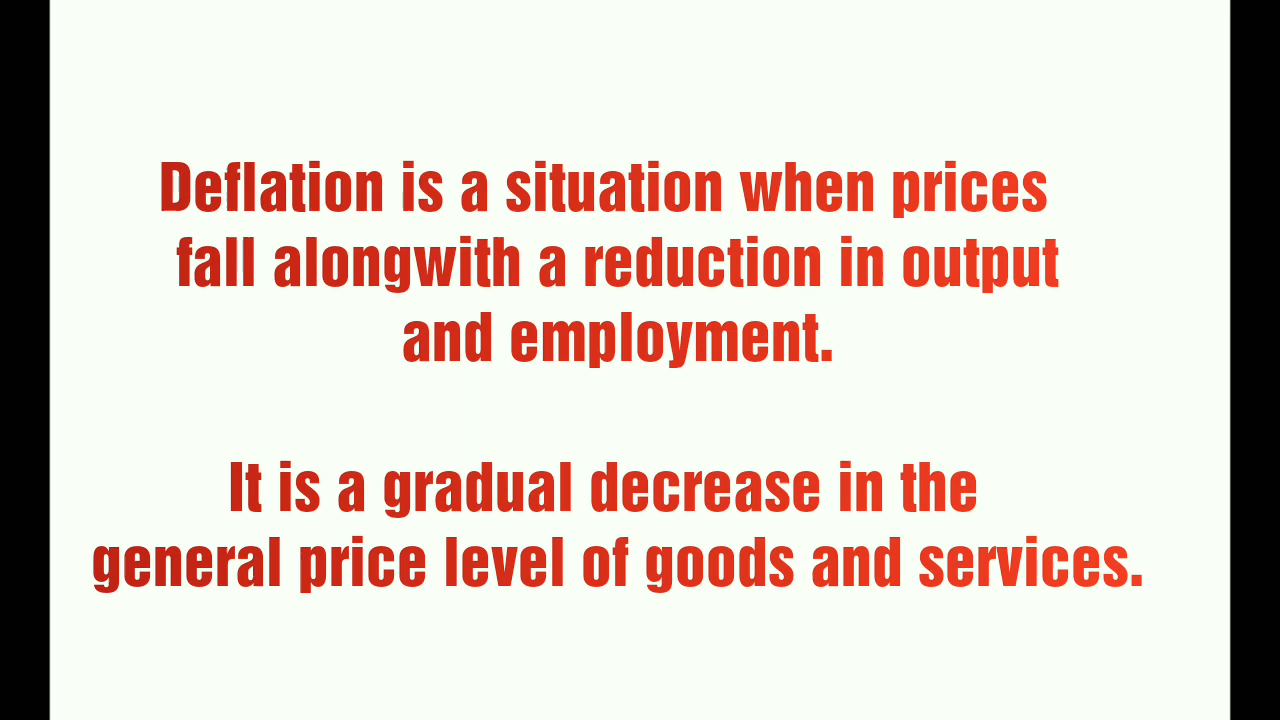 Deflation is a situation when prices
fall alongwith a reduction in output
and employment.
It is a gradual decrease in the
general price level of goods and services.